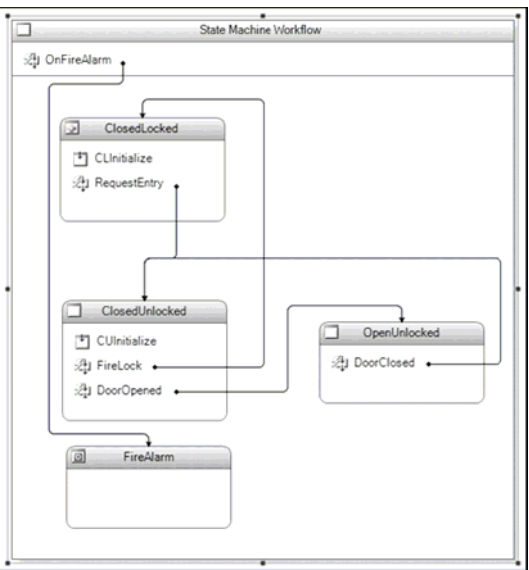 State Machine Workflow
OnFireAlarm
ClosedLocked
CLInitialize
RequestEntry
ClosedUnlocked
CUInitialize
FireLock
DoorOpened
OpenUnlocked
DoorClosed
FireAlarm